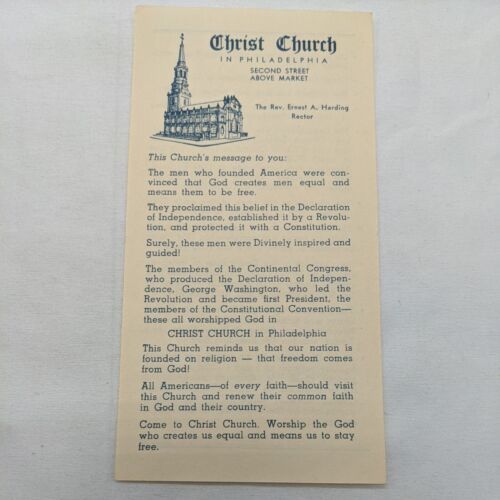 Christ Church
IN PHILADELPHIA
SECOND STREET
ABOVE MARKET
The Rev. Ernest A. Harding
Rector
This Church's message to you:
The men who founded America were con-
vinced that God creates men equal and
means them to be free.
They proclaimed this belief in the Declaration
of Independence, established it by a Revolu-
tion, and protected it with a Constitution.
Surely, these men were Divinely inspired and
guided!
The members of the Continental Congress,
who produced the Declaration of Indepen-
dence, George Washington, who led the
Revolution and became first President, the
members of the Constitutional Convention—
these all worshipped God in
CHRIST CHURCH in Philadelphia
This Church reminds us that our nation is
founded on religion — that freedom comes
from God!
All Americans—of every faith—should visit
this Church and renew their common faith
in God and their country.
Come to Christ Church. Worship the God
who creates us equal and means us to stay
free.